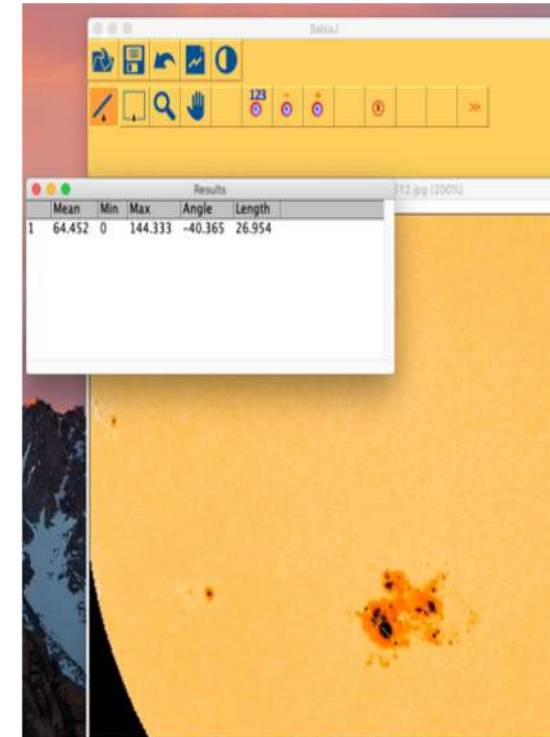 SalsaJ
123
Results
512.jpg (200%)
Mean Min Max Angle Length
1 64.452 0 144.333 -40.365 26.954